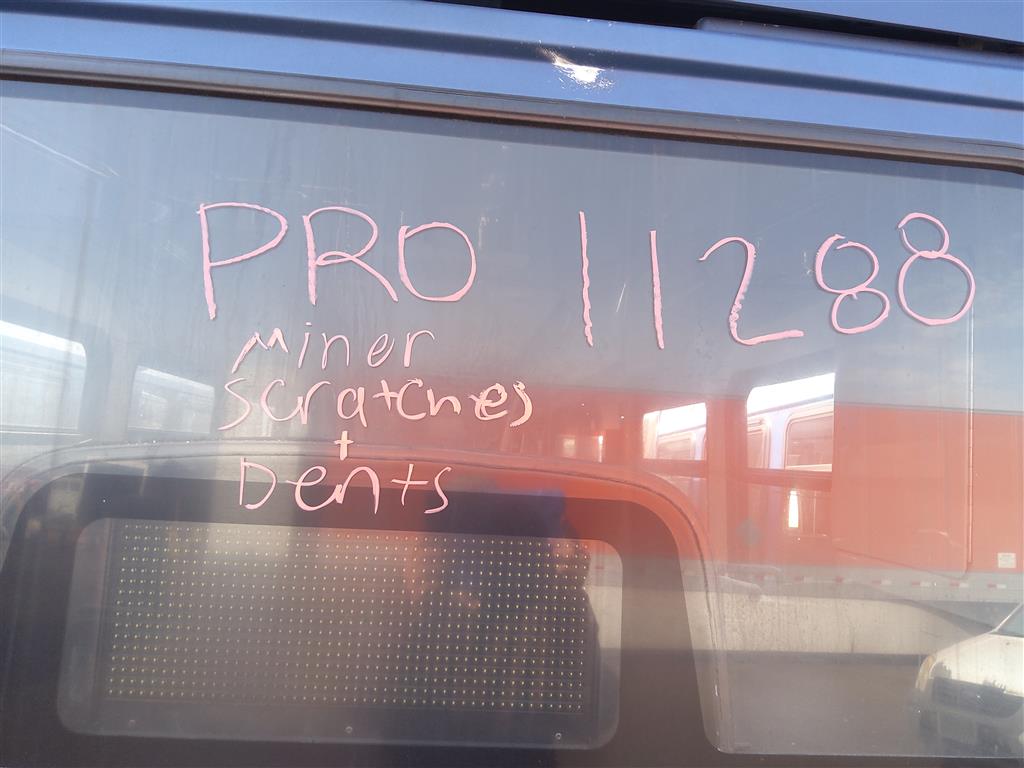 PRO 11288
Miner
Scratches
+
Dents